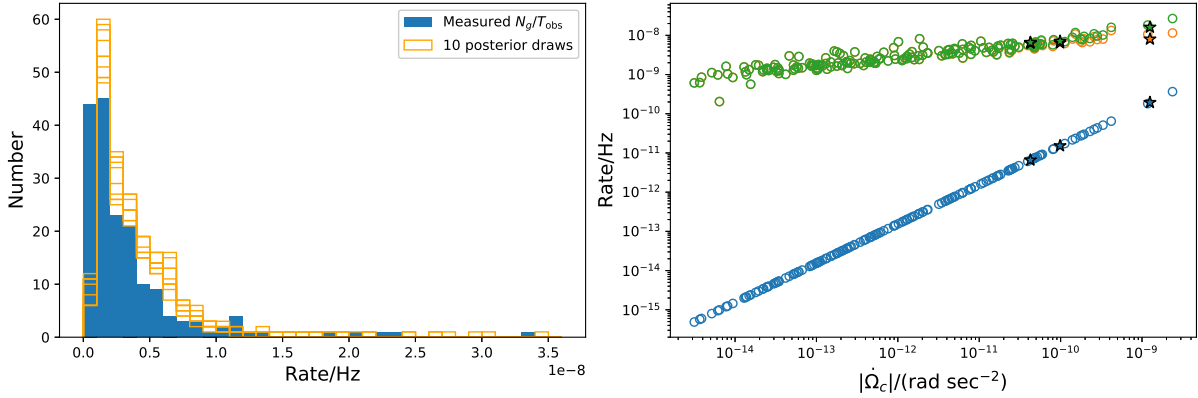 Measured $N_g/T_{\rm obs}$
10 posterior draws
Number
60
50
40
30
20
10
0
0.0 0.5 1.0 1.5 2.0 2.5 3.0 3.5
1e−8
Rate/Hz
Rate/Hz
10⁻⁸
10⁻⁹
10⁻¹⁰
10⁻¹¹
10⁻¹²
10⁻¹³
10⁻¹⁴
10⁻¹⁵
10⁻¹⁴ 10⁻¹³ 10⁻¹² 10⁻¹¹ 10⁻¹⁰ 10⁻⁹
|Ω̇_c|/(rad sec⁻²)